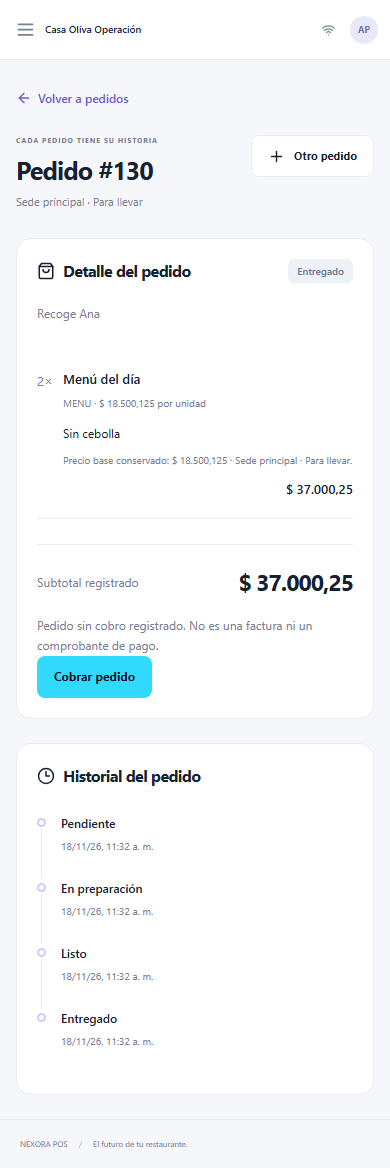 Casa Oliva Operación
AP
← Volver a pedidos
CADA PEDIDO TIENE SU HISTORIA
Pedido #130
+ Otro pedido
Sede principal · Para llevar
Detalle del pedido
Entregado
Recoge Ana
2× Menú del día
MENU · $ 18.500,125 por unidad
Sin cebolla
Precio base conservado: $ 18.500,125 · Sede principal · Para llevar.
$ 37.000,25
Subtotal registrado $ 37.000,25
Pedido sin cobro registrado. No es una factura ni un
comprobante de pago.
Cobrar pedido
Historial del pedido
Pendiente
18/11/26, 11:32 a. m.
En preparación
18/11/26, 11:32 a. m.
Listo
18/11/26, 11:32 a. m.
Entregado
18/11/26, 11:32 a. m.
NEXORA POS / El futuro de tu restaurante.